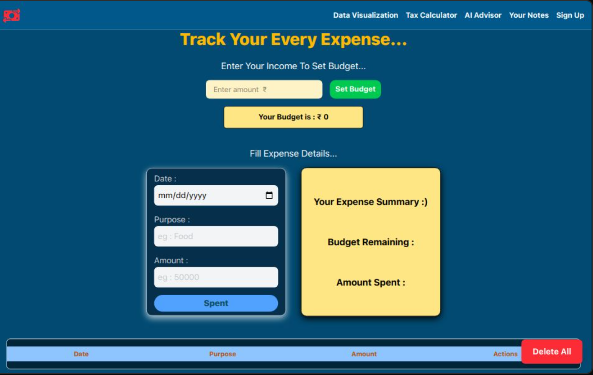 Data Visualization Tax Calculator AI Advisor Your Notes Sign Up
Track Your Every Expense...
Enter Your Income To Set Budget...
Enter amount ₹ Set Budget
Your Budget is : ₹ 0
Fill Expense Details...
Date :
mm/dd/yyyy
Purpose :
eg : Food
Amount :
eg : 50000
Spent
Your Expense Summary :)
Budget Remaining :
Amount Spent :
Date Purpose Amount Actions Delete All